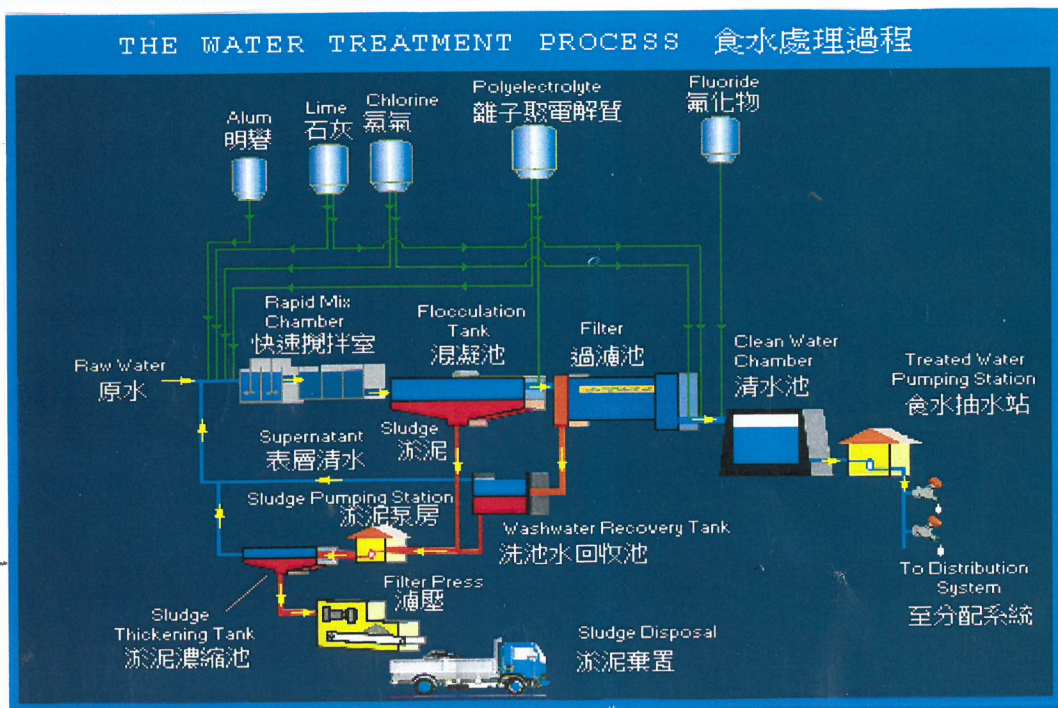 THE WATER TREATMENT PROCESS 食水處理過程
Alum
明礬
Lime
石灰
Chlorine
氯氣
Polyelectrolyte
離子聚電解質
Fluoride
氟化物
Raw Water
原水
Rapid Mix
Chamber
快速攪拌室
Flocculation
Tank
混凝池
Filter
過濾池
Clean Water
Chamber
清水池
Treated Water
Pumping Station
食水抽水站
Sludge
淤泥
Supernatant
表層清水
Sludge Pumping Station
淤泥泵房
Washwater Recovery Tank
洗池水回收池
To Distribution
System
至分配系統
Sludge
Thickening Tank
淤泥濃縮池
Filter Press
濾壓
Sludge Disposal
淤泥棄置